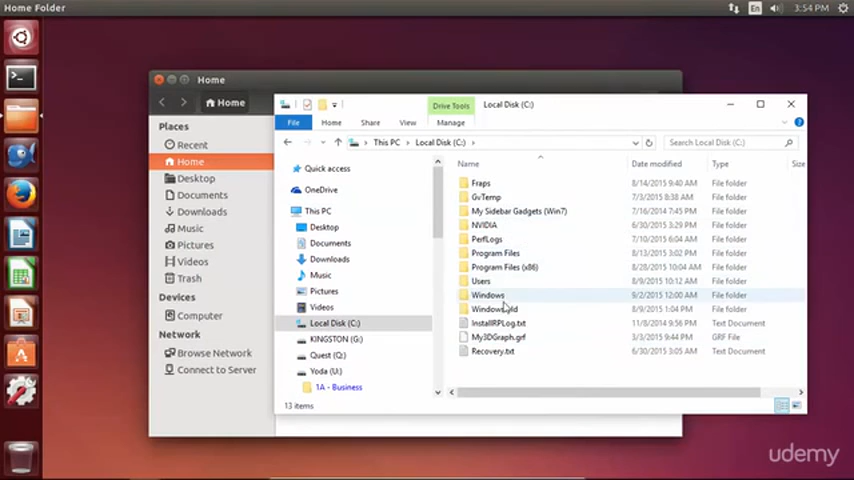 Home Folder
En
3:54 PM
Home
Home
Places
Recent
Home
Desktop
Documents
Downloads
Music
Pictures
Videos
Trash
Devices
Computer
Network
Browse Network
Connect to Server
Drive Tools
Local Disk (C:)
File
Home
Share
View
Manage
This PC
Local Disk (C:)
Search Local Disk (C:)
Quick access
OneDrive
This PC
Desktop
Documents
Downloads
Music
Pictures
Videos
Local Disk (C:)
KINGSTON (G:)
Quest (Q:)
Yoda (U:)
1A - Business
Name Date modified Type Size
Fraps 8/14/2015 9:40 AM File folder
GvTemp 7/3/2015 8:38 AM File folder
My Sidebar Gadgets (Win7) 7/16/2014 7:45 PM File folder
NVIDIA 6/30/2015 3:29 PM File folder
PerfLogs 7/10/2015 6:04 AM File folder
Program Files 8/13/2015 3:02 PM File folder
Program Files (x86) 8/28/2015 10:04 AM File folder
Users 8/9/2015 10:12 AM File folder
Windows 9/2/2015 12:00 AM File folder
8/9/2015 1:04 PM File folder
InstallRPLog.txt 11/8/2014 9:56 PM Text Document
My3DGraph.grf 3/3/2015 9:44 PM GRF File
Recovery.txt 6/30/2015 3:05 AM Text Document
13 items
udemy